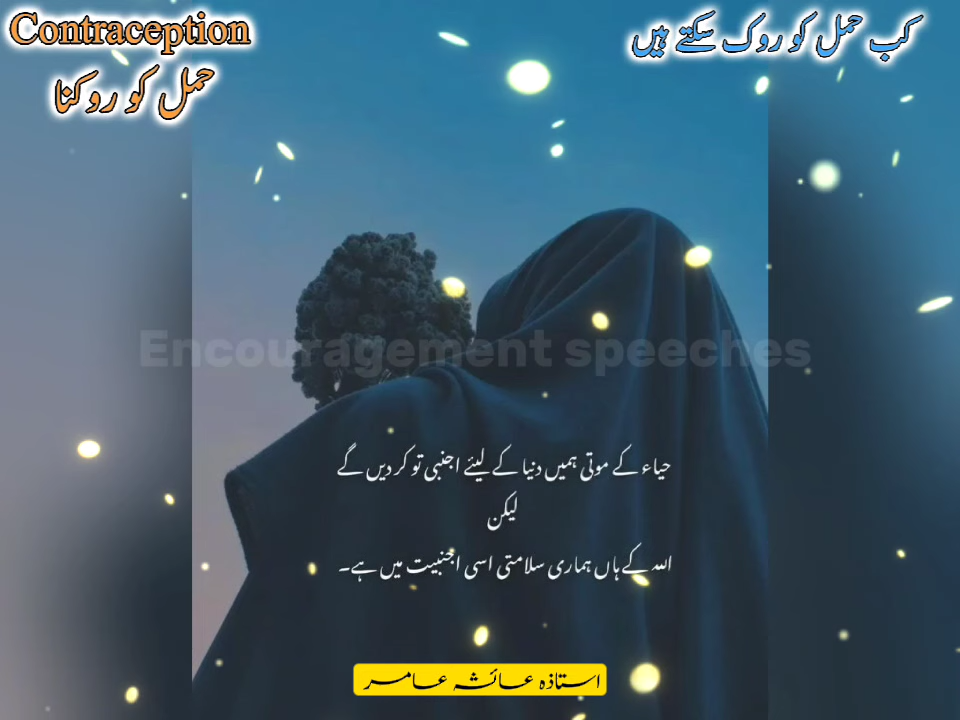 Contraception
حمل کو روکنا
کب حمل کو روک سکتے ہیں
Encouragement speeches
حیاء کے موتی ہمیں دنیا کے لیئے اجنبی تو کر دیں گے
لیکن
اللہ کے ہاں ہماری سلامتی اسی اجنبیت میں ہے۔
استاذہ عائشہ عامر